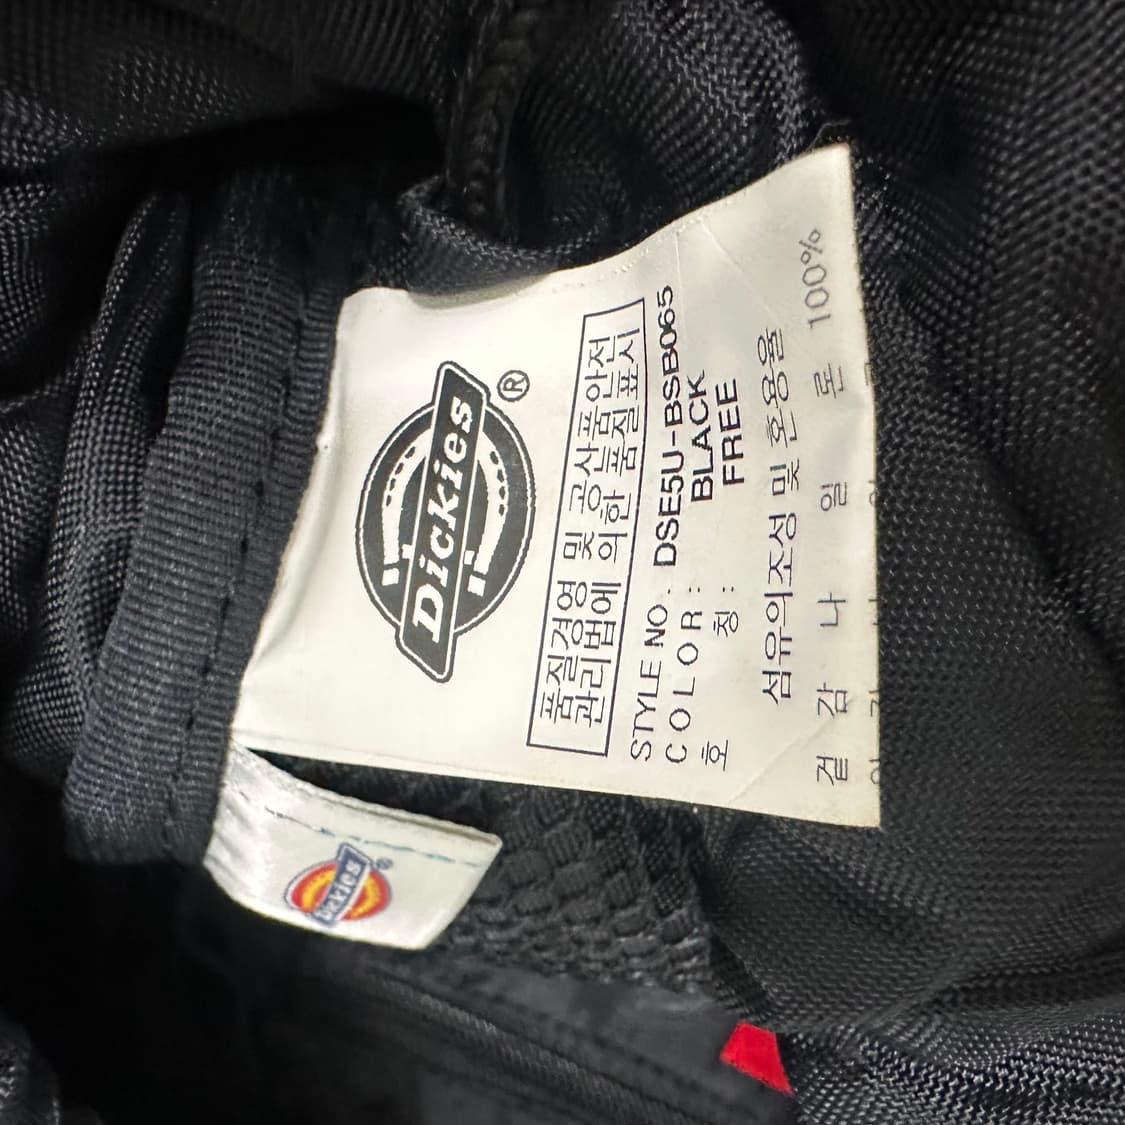 Dickies®
품질경영 및 공산품안전
관리법에 의한 품질표시
STYLE NO. DSE5U-BSB065
COLOR: BLACK
호 칭: FREE
섬유의조성 및 혼용율
겉감 나일론 100%
Dickies®